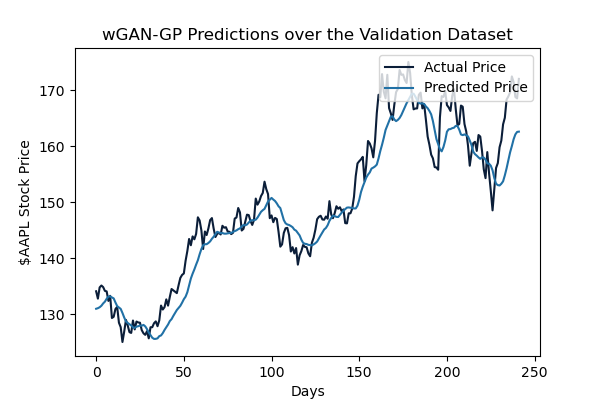 wGAN-GP Predictions over the Validation Dataset
Actual Price
Predicted Price
$AAPL Stock Price
170
160
150
140
130
0 50 100 150 200 250
Days